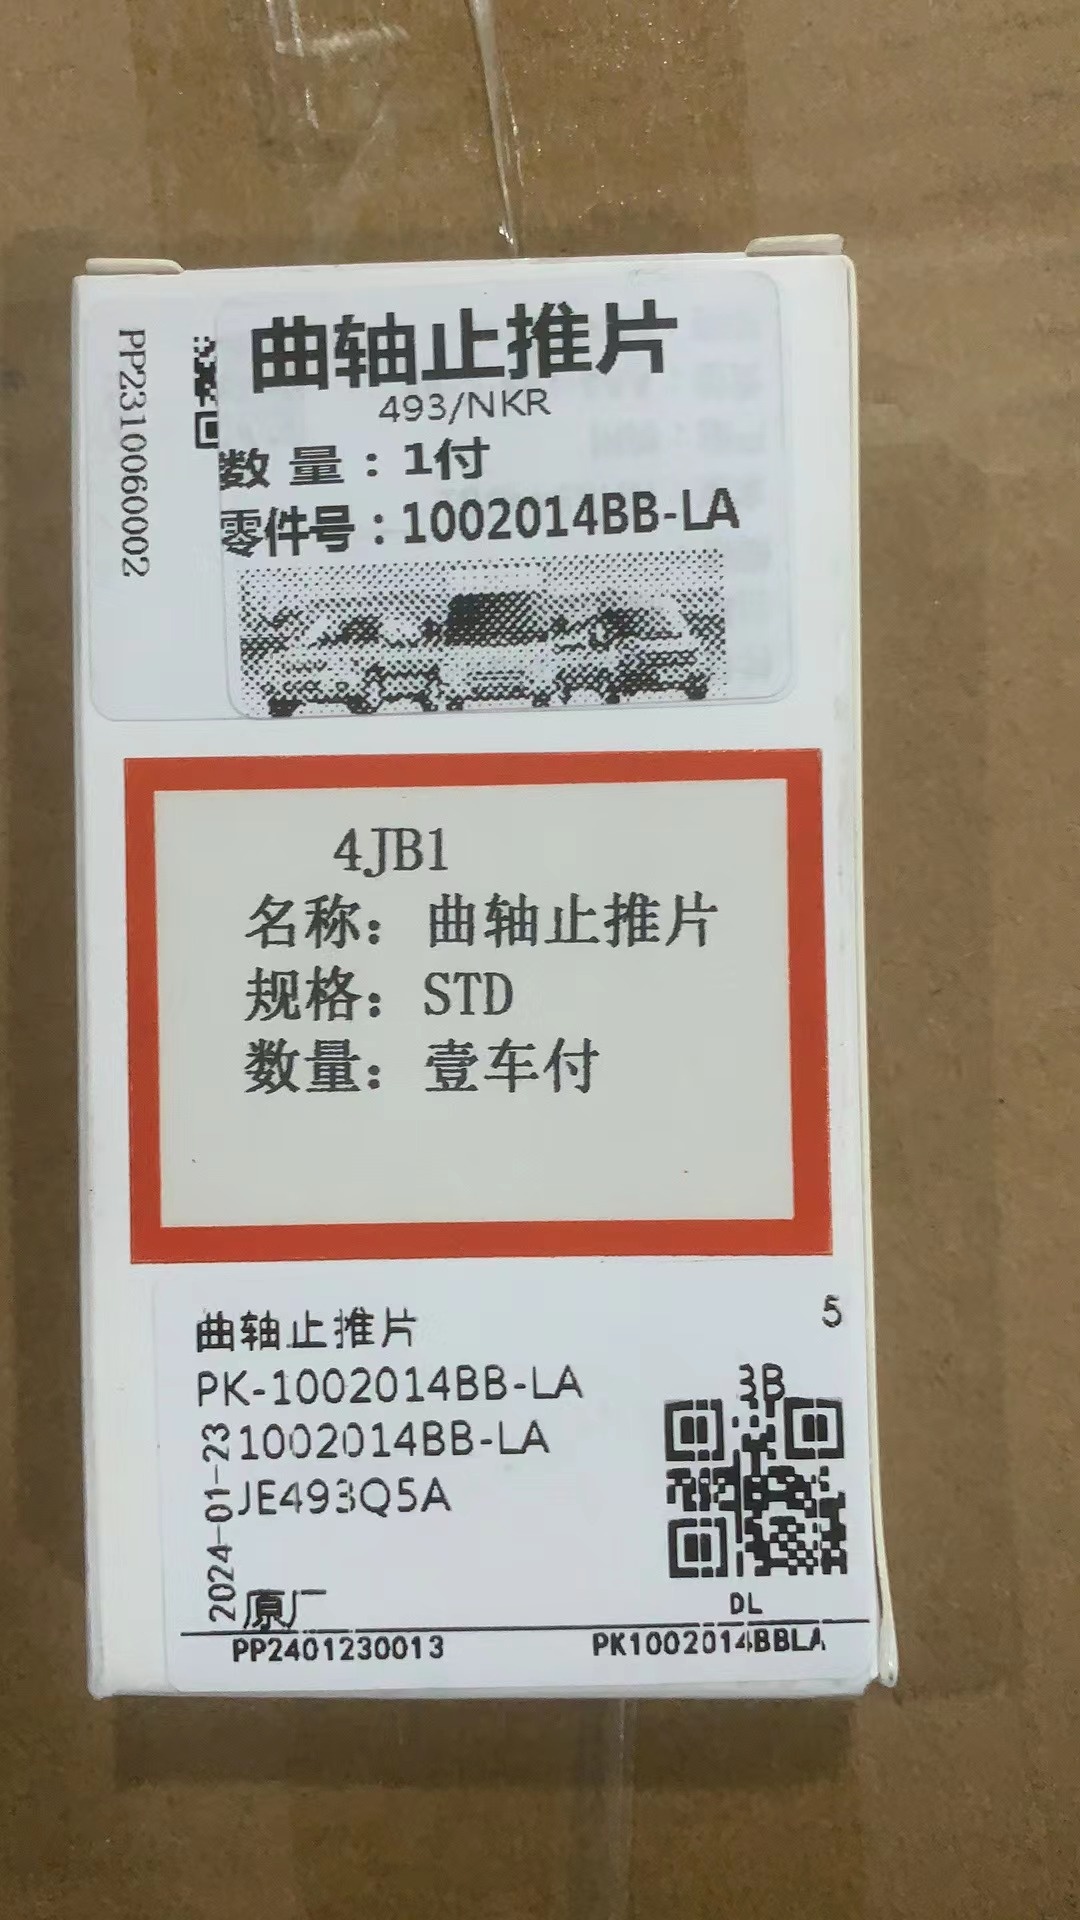 曲轴止推片
493/NKR
数量：1付
零件号：1002014BB-LA
PP2310060002
4JB1
名称：曲轴止推片
规格：STD
数量：壹车付
曲轴止推片
5
PK-1002014BB-LA
3B
1002014BB-LA
JE493Q5A
2024-01-23
原厂
DL
PP2401230013
PK1002014BBLA